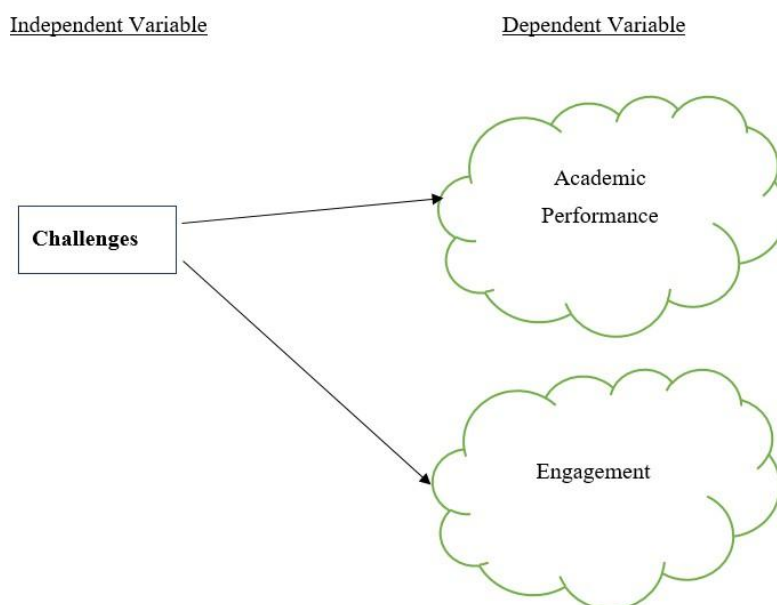 Independent Variable
Dependent Variable
Academic
Performance
Challenges
Engagement